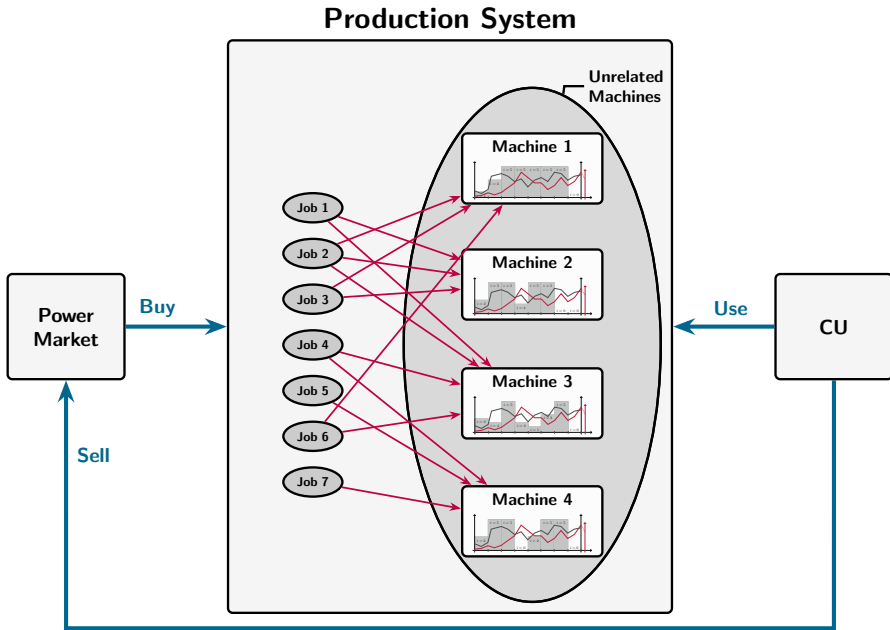 Production System
Unrelated
Machines
Machine 1
Job 1
Job 2
Job 3
Job 4
Job 5
Job 6
Job 7
Machine 2
Machine 3
Machine 4
Power
Market
Buy
Sell
Use
CU